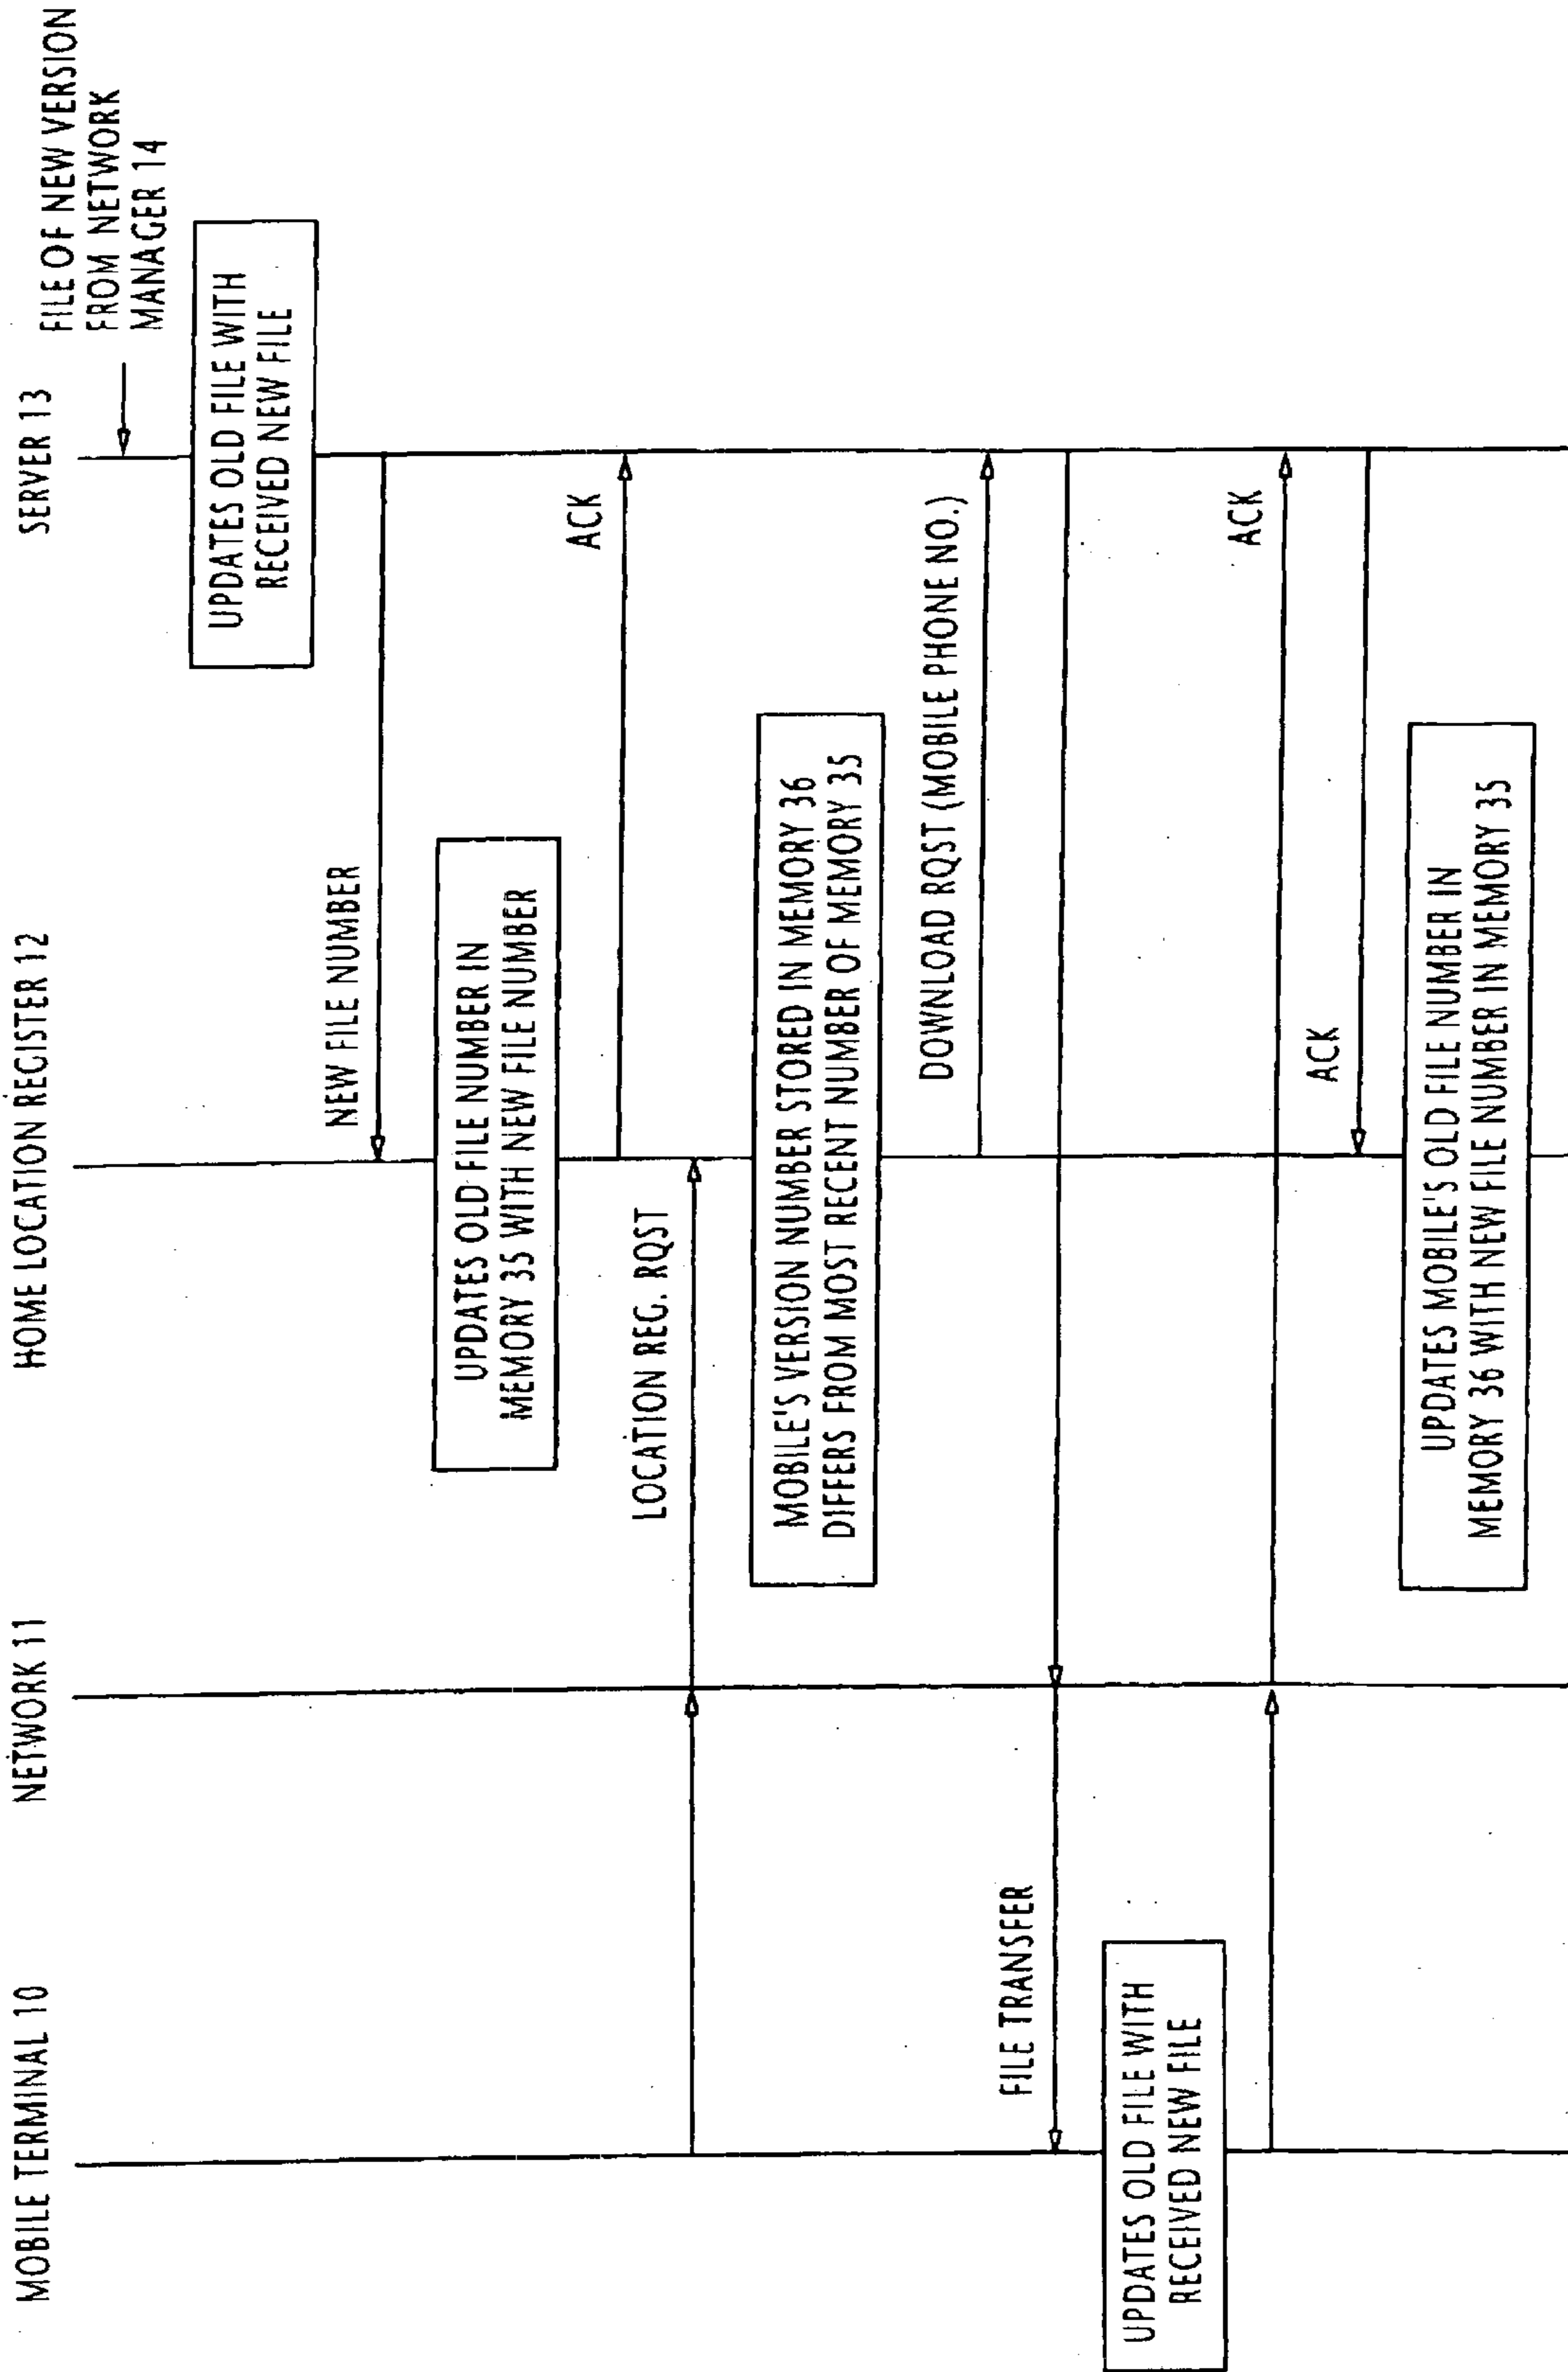 MOBILE TERMINAL 10
NETWORK 11
HOME LOCATION REGISTER 12
SERVER 13
FILE OF NEW VERSION
FROM NETWORK
MANAGER 14
UPDATES OLD FILE WITH
RECEIVED NEW FILE
NEW FILE NUMBER
UPDATES OLD FILE NUMBER IN
MEMORY 35 WITH NEW FILE NUMBER
ACK
LOCATION REG. RQST
MOBILE'S VERSION NUMBER STORED IN MEMORY 36
DIFFERS FROM MOST RECENT NUMBER OF MEMORY 35
DOWNLOAD RQST (MOBILE PHONE NO.)
FILE TRANSFER
UPDATES OLD FILE WITH
RECEIVED NEW FILE
ACK
ACK
UPDATES MOBILE'S OLD FILE NUMBER IN
MEMORY 36 WITH NEW FILE NUMBER IN MEMORY 35